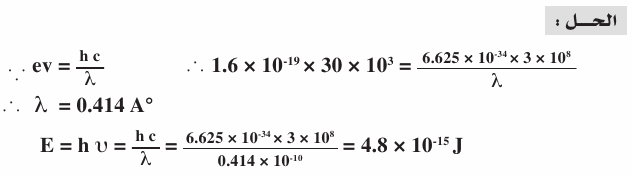 الحـــل :
∵ ev = h c / λ ∴ 1.6 × 10⁻¹⁹ × 30 × 10³ = 6.625 × 10⁻³⁴ × 3 × 10⁸ / λ
∴ λ = 0.414 A°
E = h υ = h c / λ = 6.625 × 10⁻³⁴ × 3 × 10⁸ / 0.414 × 10⁻¹⁰ = 4.8 × 10⁻¹⁵ J